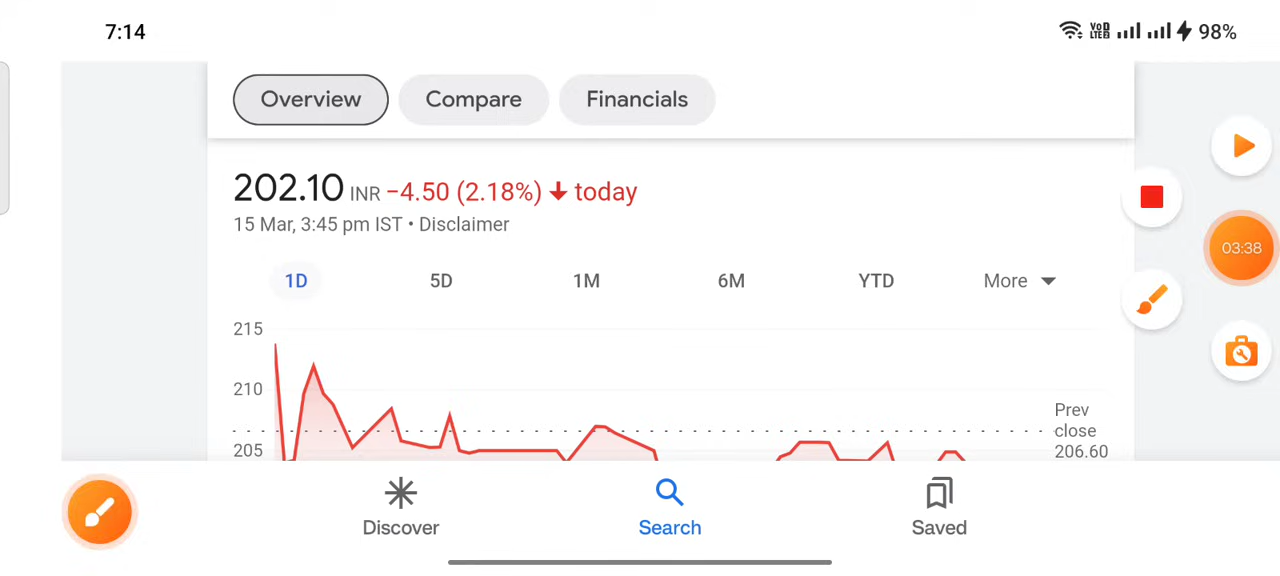 7:14 VoD LTE2 98%
Overview Compare Financials
202.10 INR −4.50 (2.18%) ↓ today
15 Mar, 3:45 pm IST • Disclaimer
1D 5D 1M 6M YTD More
03:38
215
210
205
Prev
close
206.60
Discover Search Saved